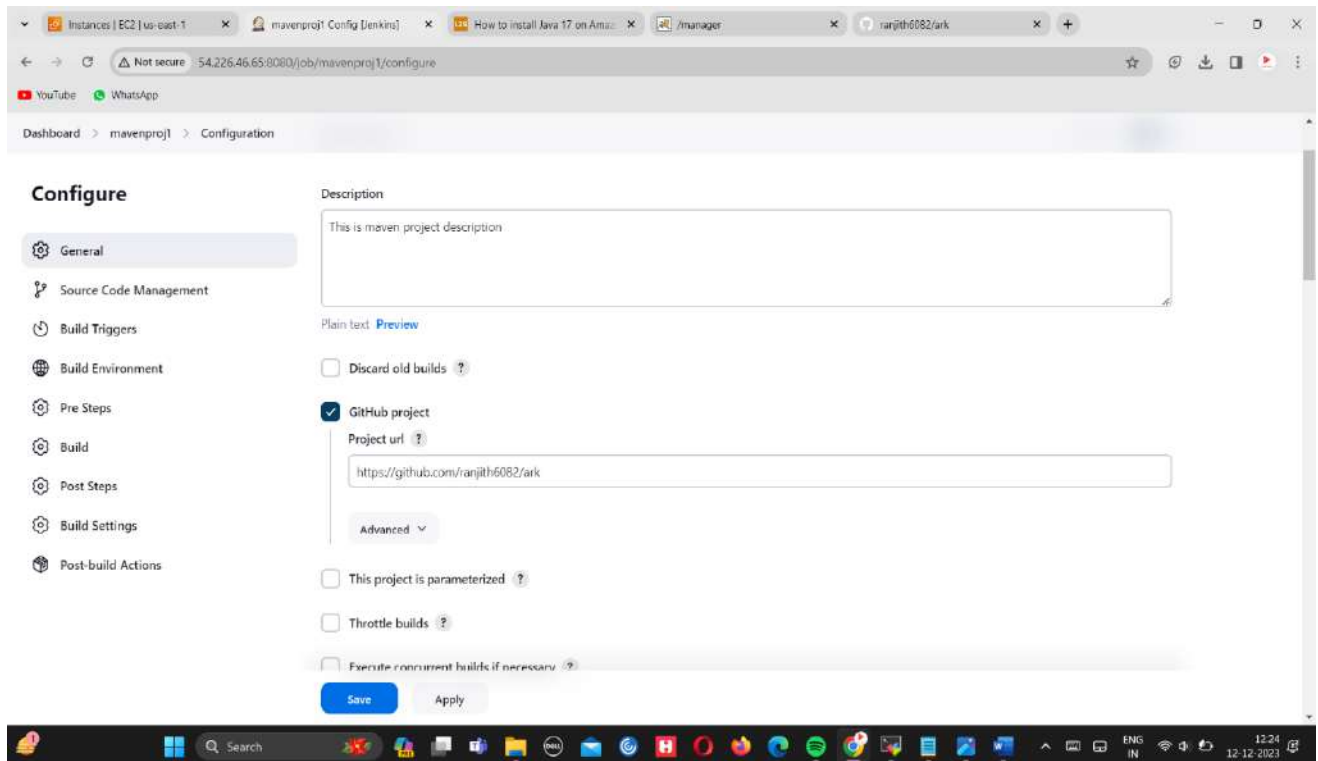 Instances | EC2 | us-east-1
mavenproj1 Config [Jenkins]
How to install Java 17 on Amaz
/manager
ranjith6082/ark
Not secure 54.226.46.65:8080/job/mavenproj1/configure
YouTube WhatsApp
Dashboard > mavenproj1 > Configuration
Configure
General
Source Code Management
Build Triggers
Build Environment
Pre Steps
Build
Post Steps
Build Settings
Post-build Actions
Description
This is maven project description
Plain text Preview
Discard old builds ?
GitHub project
Project url ?
https://github.com/ranjith6082/ark
Advanced
This project is parameterized ?
Throttle builds ?
Execute concurrent builds if necessary ?
Save Apply
Search
DELL
H
ENG
IN
12:24
12-12-2023